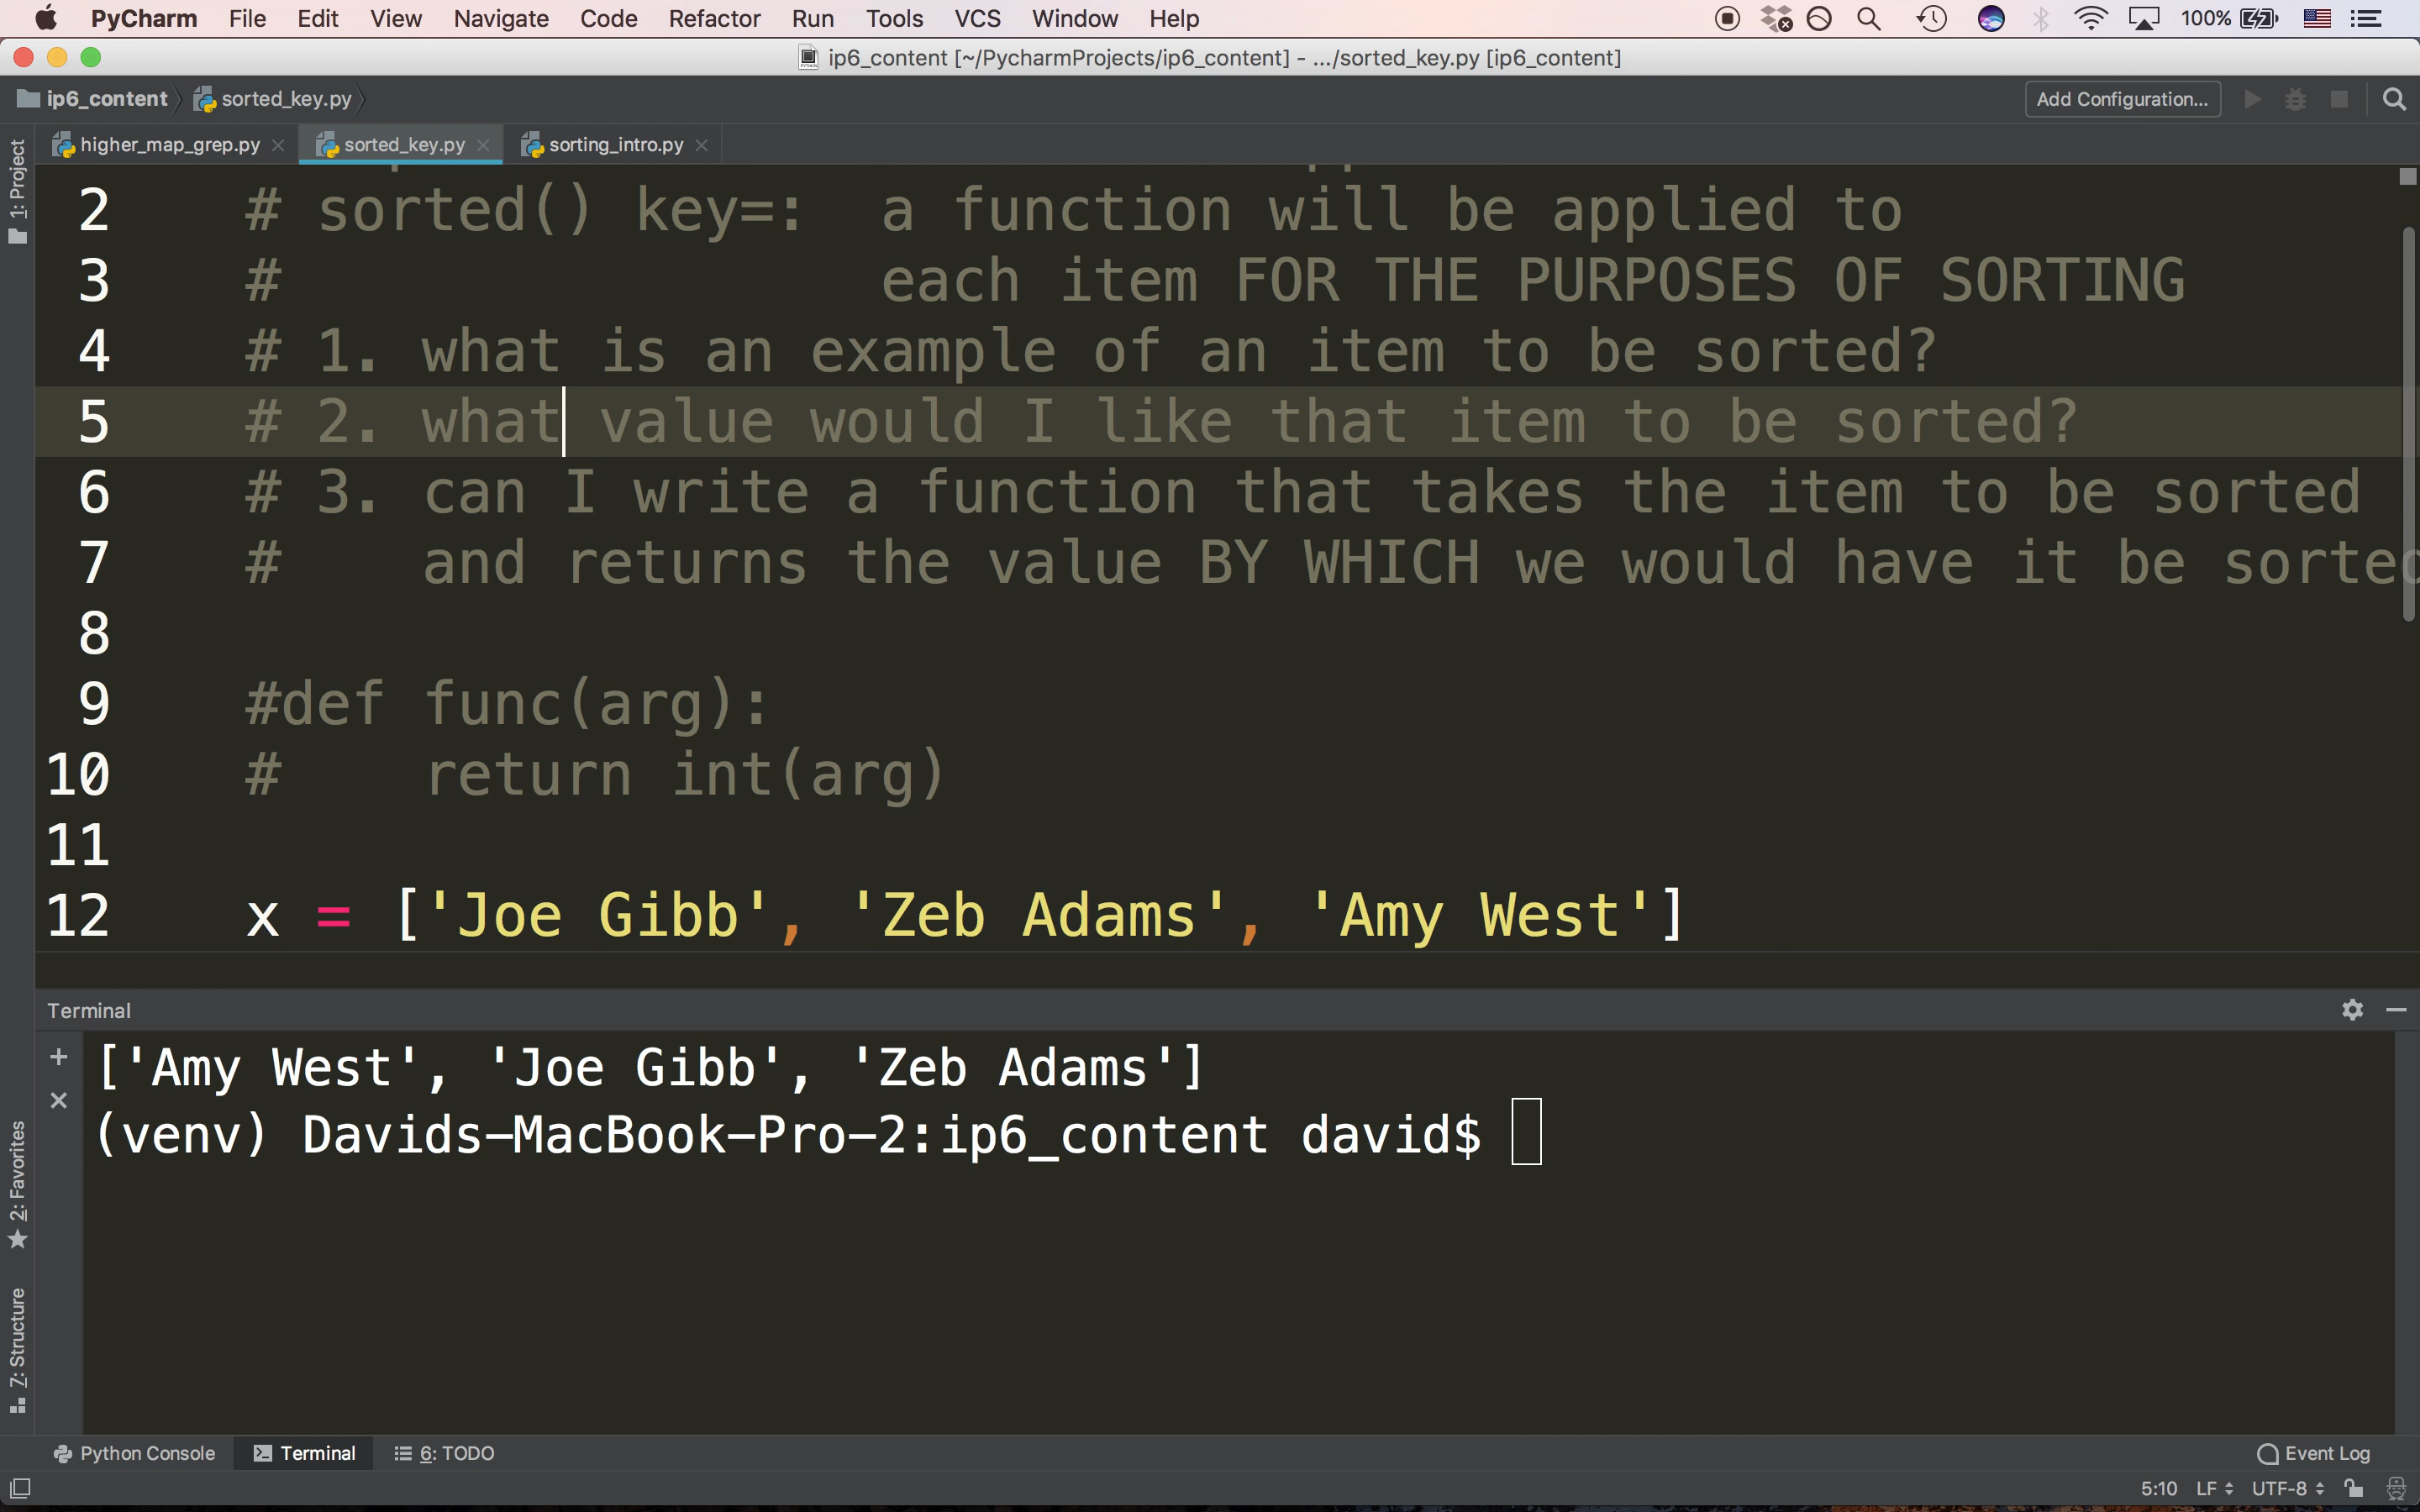 PyCharm File Edit View Navigate Code Refactor Run Tools VCS Window Help 100%
ip6_content [~/PycharmProjects/ip6_content] - .../sorted_key.py [ip6_content]
ip6_content sorted_key.py Add Configuration...
higher_map_grep.py sorted_key.py sorting_intro.py
1: Project
2 # sorted() key=: a function will be applied to
3 # each item FOR THE PURPOSES OF SORTING
4 # 1. what is an example of an item to be sorted?
5 # 2. what value would I like that item to be sorted?
6 # 3. can I write a function that takes the item to be sorted
7 # and returns the value BY WHICH we would have it be sorted
8
9 #def func(arg):
10 # return int(arg)
11
12 x = ['Joe Gibb', 'Zeb Adams', 'Amy West']
Terminal
['Amy West', 'Joe Gibb', 'Zeb Adams']
(venv) Davids-MacBook-Pro-2:ip6_content david$
2: Favorites
7: Structure
Python Console Terminal 6: TODO Event Log
5:10 LF UTF-8